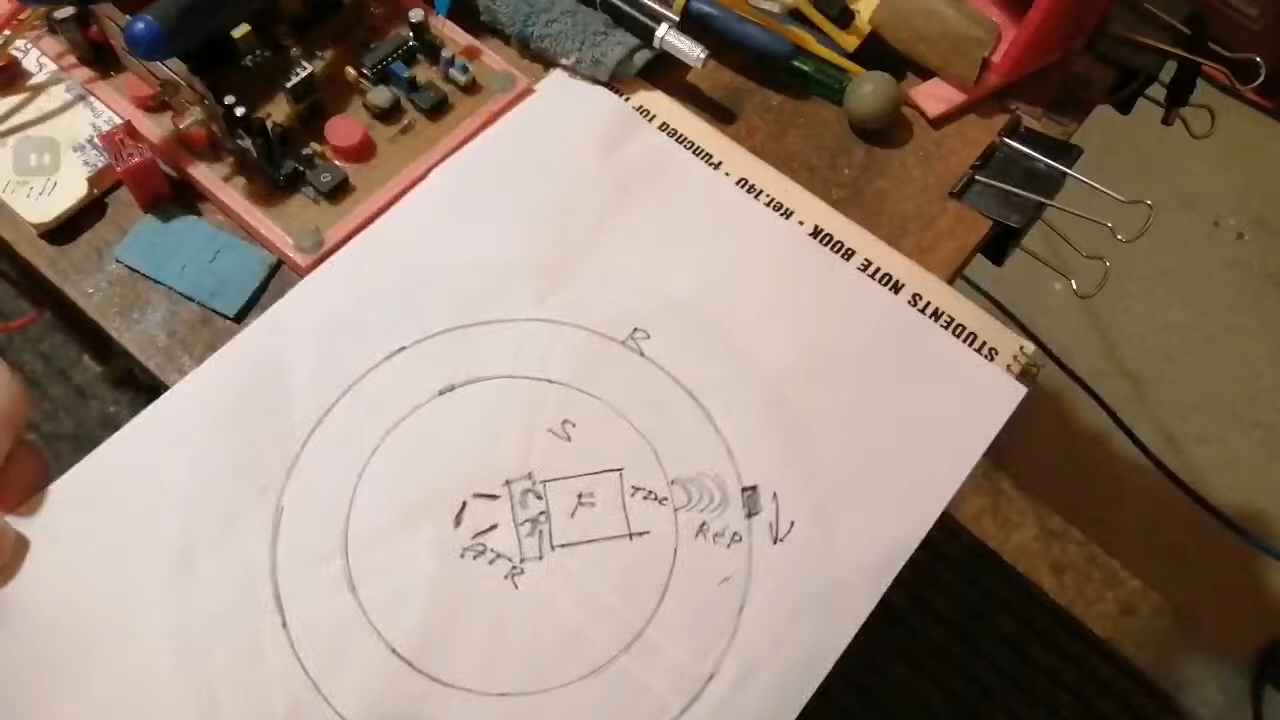 STUDENTS NOTE BOOK - Ref.140 - Punched for
R
S
F
TDC
REP
ATR